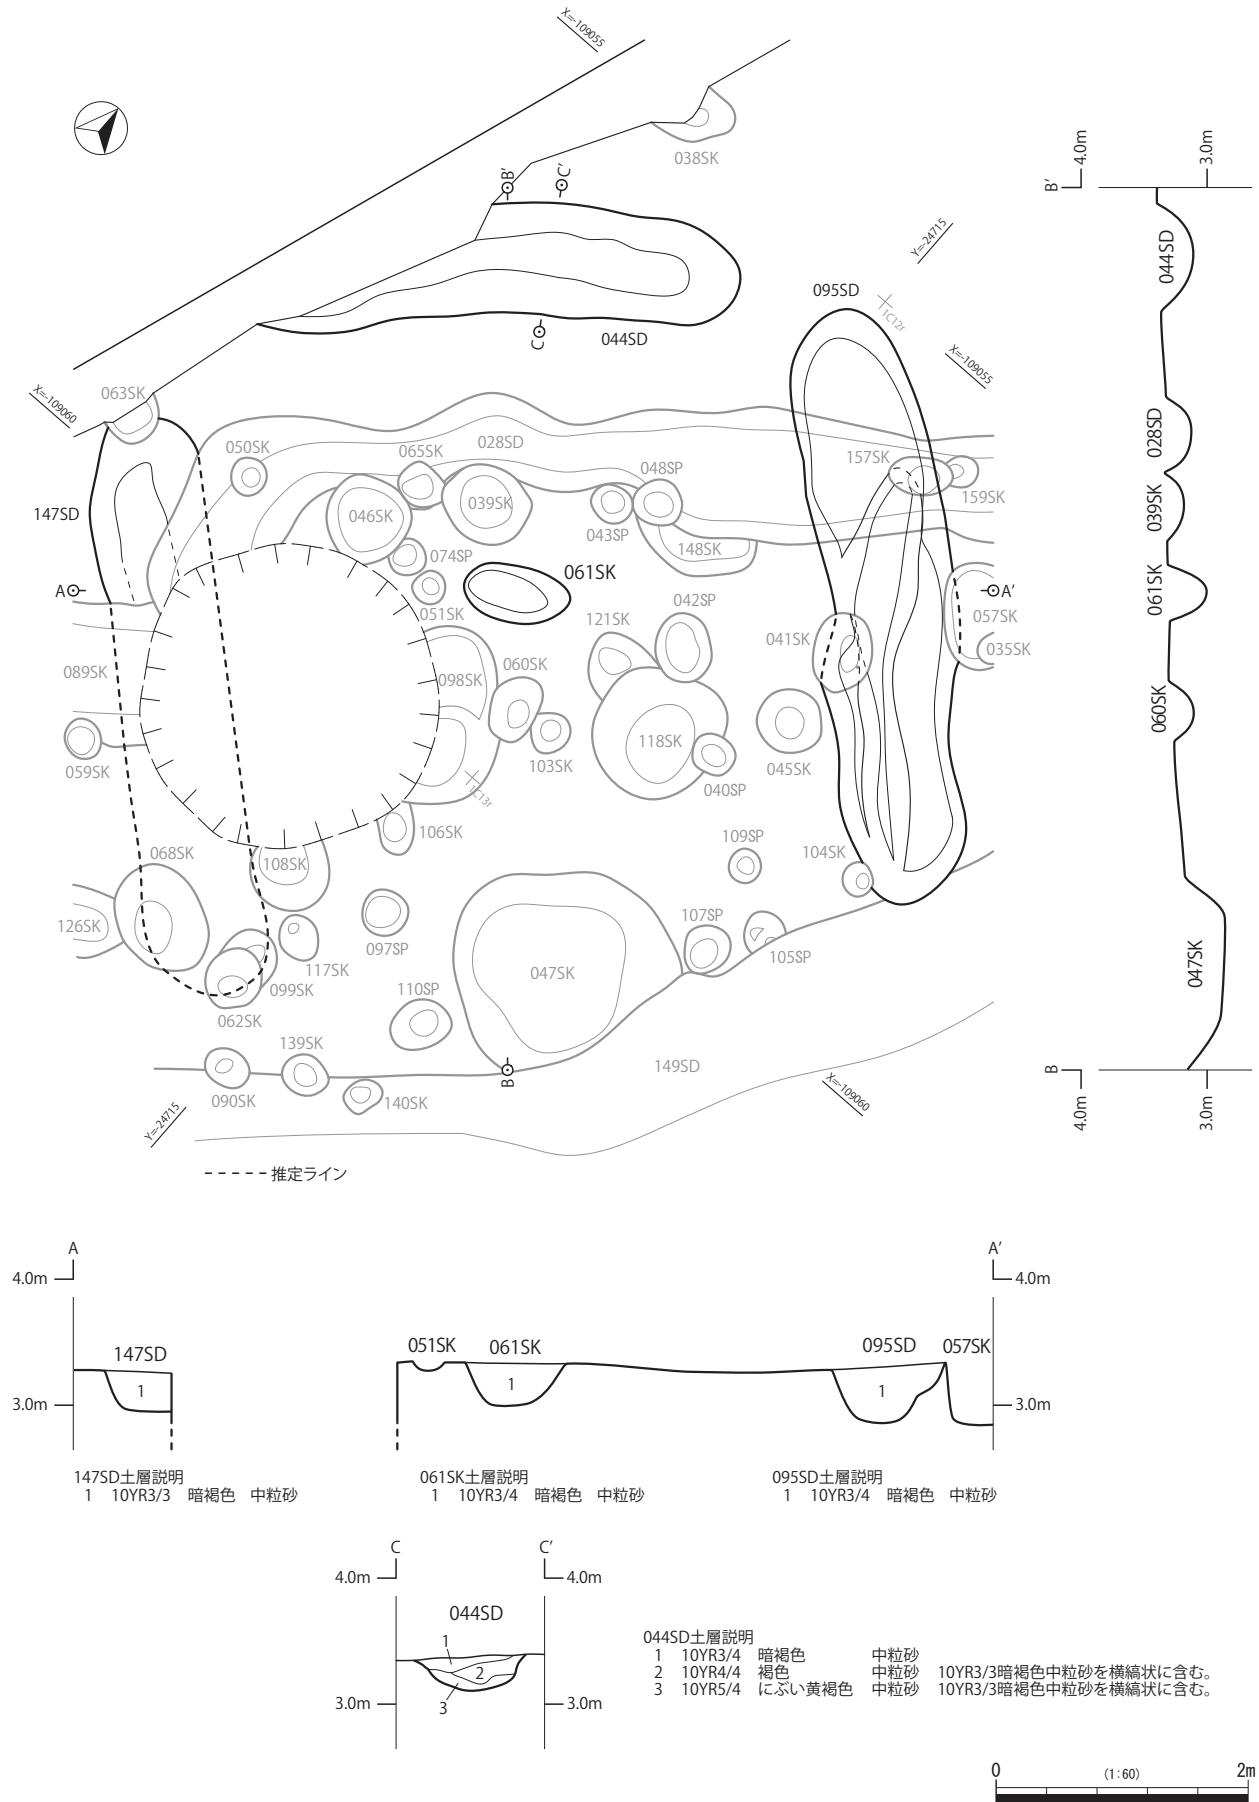 X=-109055
038SK
B'
C'
4.0m
3.0m
B'
Y=-24715
044SD
095SD
1C12r
C
044SD
X=-109055
X=-109060
063SK
050SK
065SK
028SD
048SP
157SK
159SK
028SD
039SK
046SK
039SK
043SP
148SK
147SD
074SP
061SK
A
A'
051SK
042SP
057SK
061SK
121SK
041SK
035SK
089SK
098SK
060SK
060SK
059SK
103SK
118SK
040SP
045SK
1C13r
106SK
109SP
104SK
068SK
108SK
126SK
097SP
107SP
105SP
117SK
099SK
047SK
047SK
062SK
110SP
139SK
149SD
B
B
090SK
140SK
X=-109060
4.0m
3.0m
Y=-24715
推定ライン
A
A'
4.0m
4.0m
147SD
051SK
061SK
095SD
057SK
1
1
1
3.0m
3.0m
147SD土層説明
1 10YR3/3 暗褐色 中粒砂
061SK土層説明
1 10YR3/4 暗褐色 中粒砂
095SD土層説明
1 10YR3/4 暗褐色 中粒砂
C
C'
4.0m
4.0m
044SD
1
2
3
3.0m
3.0m
044SD土層説明
1 10YR3/4 暗褐色 中粒砂
2 10YR4/4 褐色 中粒砂 10YR3/3暗褐色中粒砂を横縞状に含む。
3 10YR5/4 にぶい黄褐色 中粒砂 10YR3/3暗褐色中粒砂を横縞状に含む。
0
(1:60)
2m